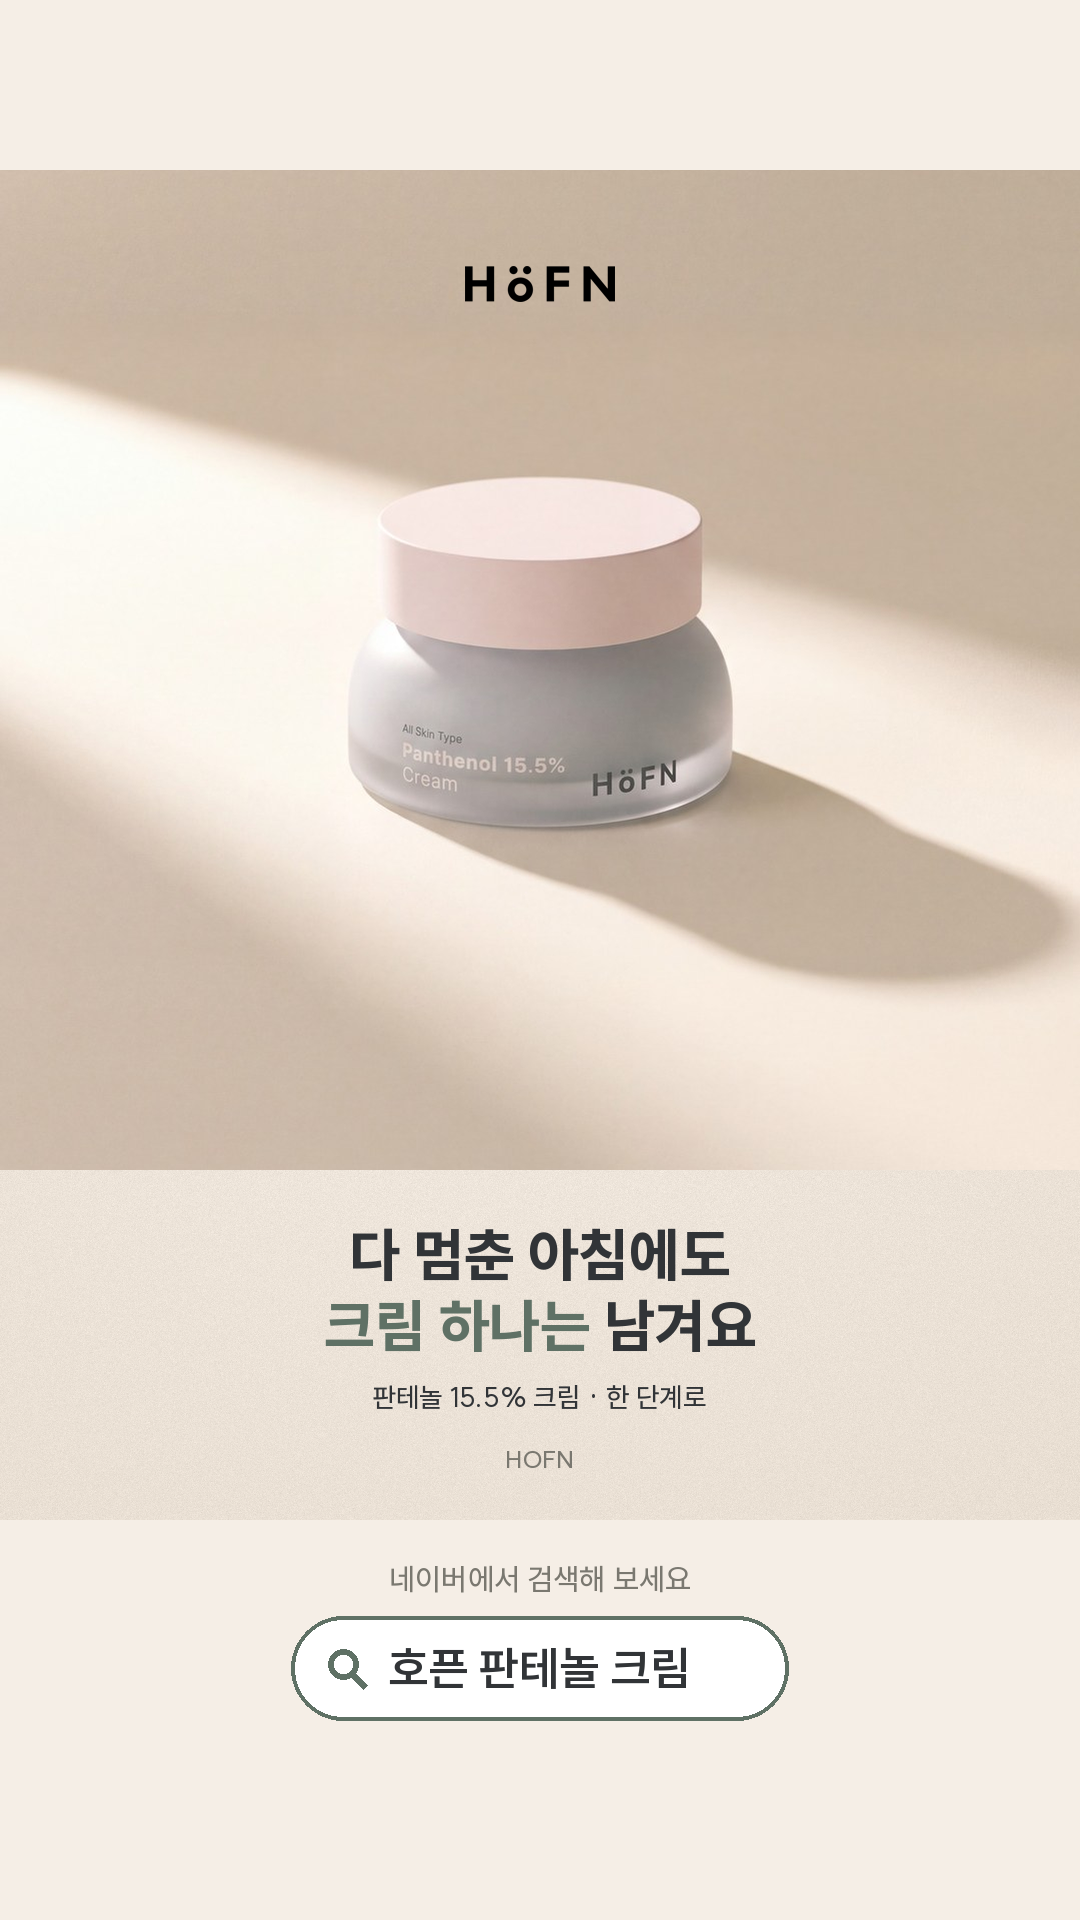 HöFN
All Skin Type
Panthenol 15.5%
Cream
HöFN
다 멈춘 아침에도
크림 하나는 남겨요
판테놀 15.5% 크림 · 한 단계로
HOFN
네이버에서 검색해 보세요
호픈 판테놀 크림